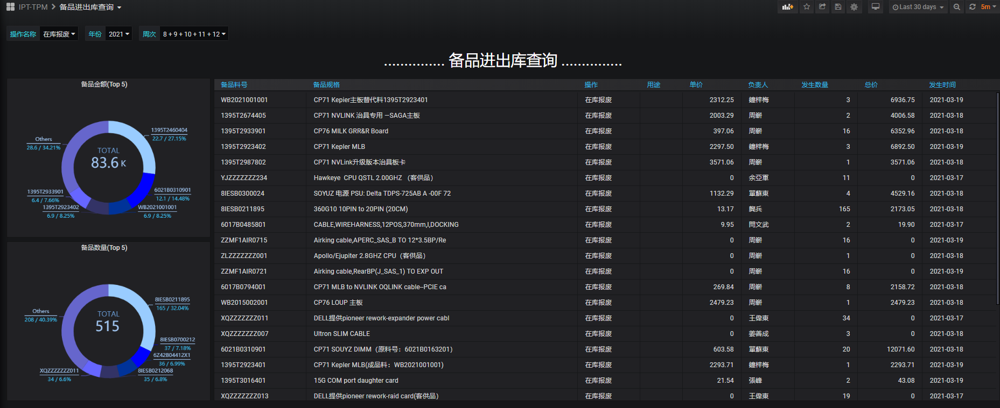 IPT-TPM > 备品进出库查询
Last 30 days 5m
操作名称 在库报废 年份 2021 周次 8 + 9 + 10 + 11 + 12
............... 备品进出库查询 ...............
备品金额(Top 5)
TOTAL
83.6 K
1395T2460404
22.7 / 27.15%
6021B0310901
12.1 / 14.48%
WB2021001001
6.9 / 8.25%
1395T2923402
6.9 / 8.25%
1395T2933901
6.4 / 7.66%
Others
28.6 / 34.21%
备品数量(Top 5)
TOTAL
515
8IESB0211895
165 / 32.04%
8IESB0700212
37 / 7.18%
6Z42B04412X1
36 / 6.99%
8IESB0212068
35 / 6.8%
XQZZZZZZZ011
34 / 6.6%
Others
208 / 40.39%
备品料号 备品规格 操作 用途 单价 负责人 发生数量 总价 发生时间
WB2021001001 CP71 Kepier主板替代料1395T2923401 在库报废 2312.25 鐘梓梅 3 6936.75 2021-03-19
1395T2674405 CP71 NVLINK 治具专用 —SAGA主板 在库报废 2003.29 周嶄 2 4006.58 2021-03-18
1395T2933901 CP76 MILK GRR&R Board 在库报废 397.06 周嶄 16 6352.96 2021-03-18
1395T2923402 CP71 Kepler MLB 在库报废 2297.50 鐘梓梅 3 6892.50 2021-03-19
1395T2987802 CP71 NVLink升级版本治具板卡 在库报废 3571.06 周嶄 1 3571.06 2021-03-18
YJZZZZZZZ234 Hawkeye CPU QSTL 2.00GHZ （客供品） 在库报废 0 余亞軍 11 0 2021-03-17
8IESB0300024 SOYUZ 电源 PSU: Delta TDPS-725AB A -00F 72 在库报废 1132.29 單蘇東 4 4529.16 2021-03-18
8IESB0211895 360G10 10PIN to 20PIN (20CM) 在库报废 13.17 龔兵 165 2173.05 2021-03-18
6017B0485801 CABLE,WIREHARNESS,12POS,370mm,I,DOCKING 在库报废 9.95 閆文武 2 19.90 2021-03-17
ZZMF1AIR0715 Airking cable,APERC_SAS_B TO 12*3.5BP/Re 在库报废 0 周嶄 16 0 2021-03-19
ZLZZZZZZZ001 Apollo/Ejupiter 2.8GHZ CPU（客供品） 在库报废 0 周嶄 1 0 2021-03-18
ZZMF1AIR0721 Airking cable,RearBP(J_SAS_1) TO EXP OUT 在库报废 0 周嶄 16 0 2021-03-19
6017B0794001 CP71 MLB to NVLINK OQLINK cable--PCIE ca 在库报废 269.84 周嶄 8 2158.72 2021-03-18
WB2015002001 CP76 LOUP 主板 在库报废 2479.23 周嶄 1 2479.23 2021-03-18
XQZZZZZZZ011 DELL提供pioneer rework-expander power cabl 在库报废 0 王偉東 34 0 2021-03-17
XQZZZZZZZ007 Ultron SLIM CABLE 在库报废 0 姜善成 3 0 2021-03-18
6021B0310901 CP71 SOUYZ DIMM（原料号：6021B0163201） 在库报废 603.58 單蘇東 20 12071.60 2021-03-18
1395T2923401 CP71 Kepler MLB(成品料：WB2021001001) 在库报废 2293.71 鐘梓梅 1 2293.71 2021-03-19
1395T3016401 15G COM port daughter card 在库报废 21.54 張峰 2 43.08 2021-03-19
XQZZZZZZZ013 DELL提供pioneer rework-raid card(客供品) 在库报废 0 王偉東 19 0 2021-03-17